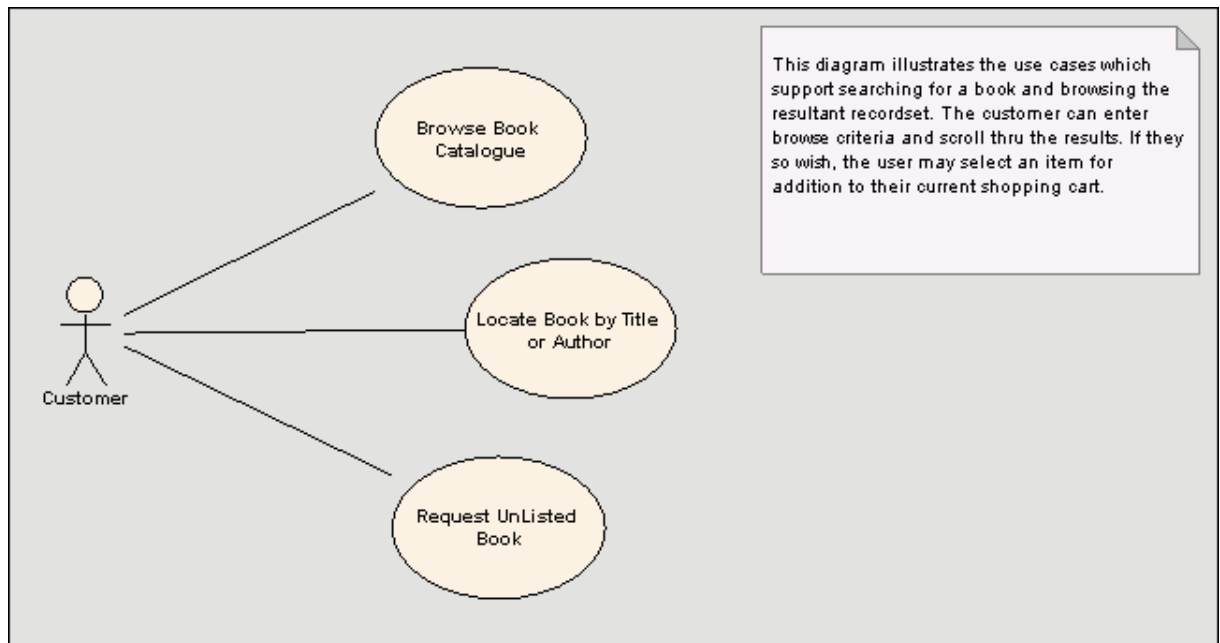 This diagram illustrates the use cases which
support searching for a book and browsing the
resultant recordset. The customer can enter
browse criteria and scroll thru the results. If they
so wish, the user may select an item for
addition to their current shopping cart.
Browse Book
Catalogue
Locate Book by Title
or Author
Customer
Request UnListed
Book